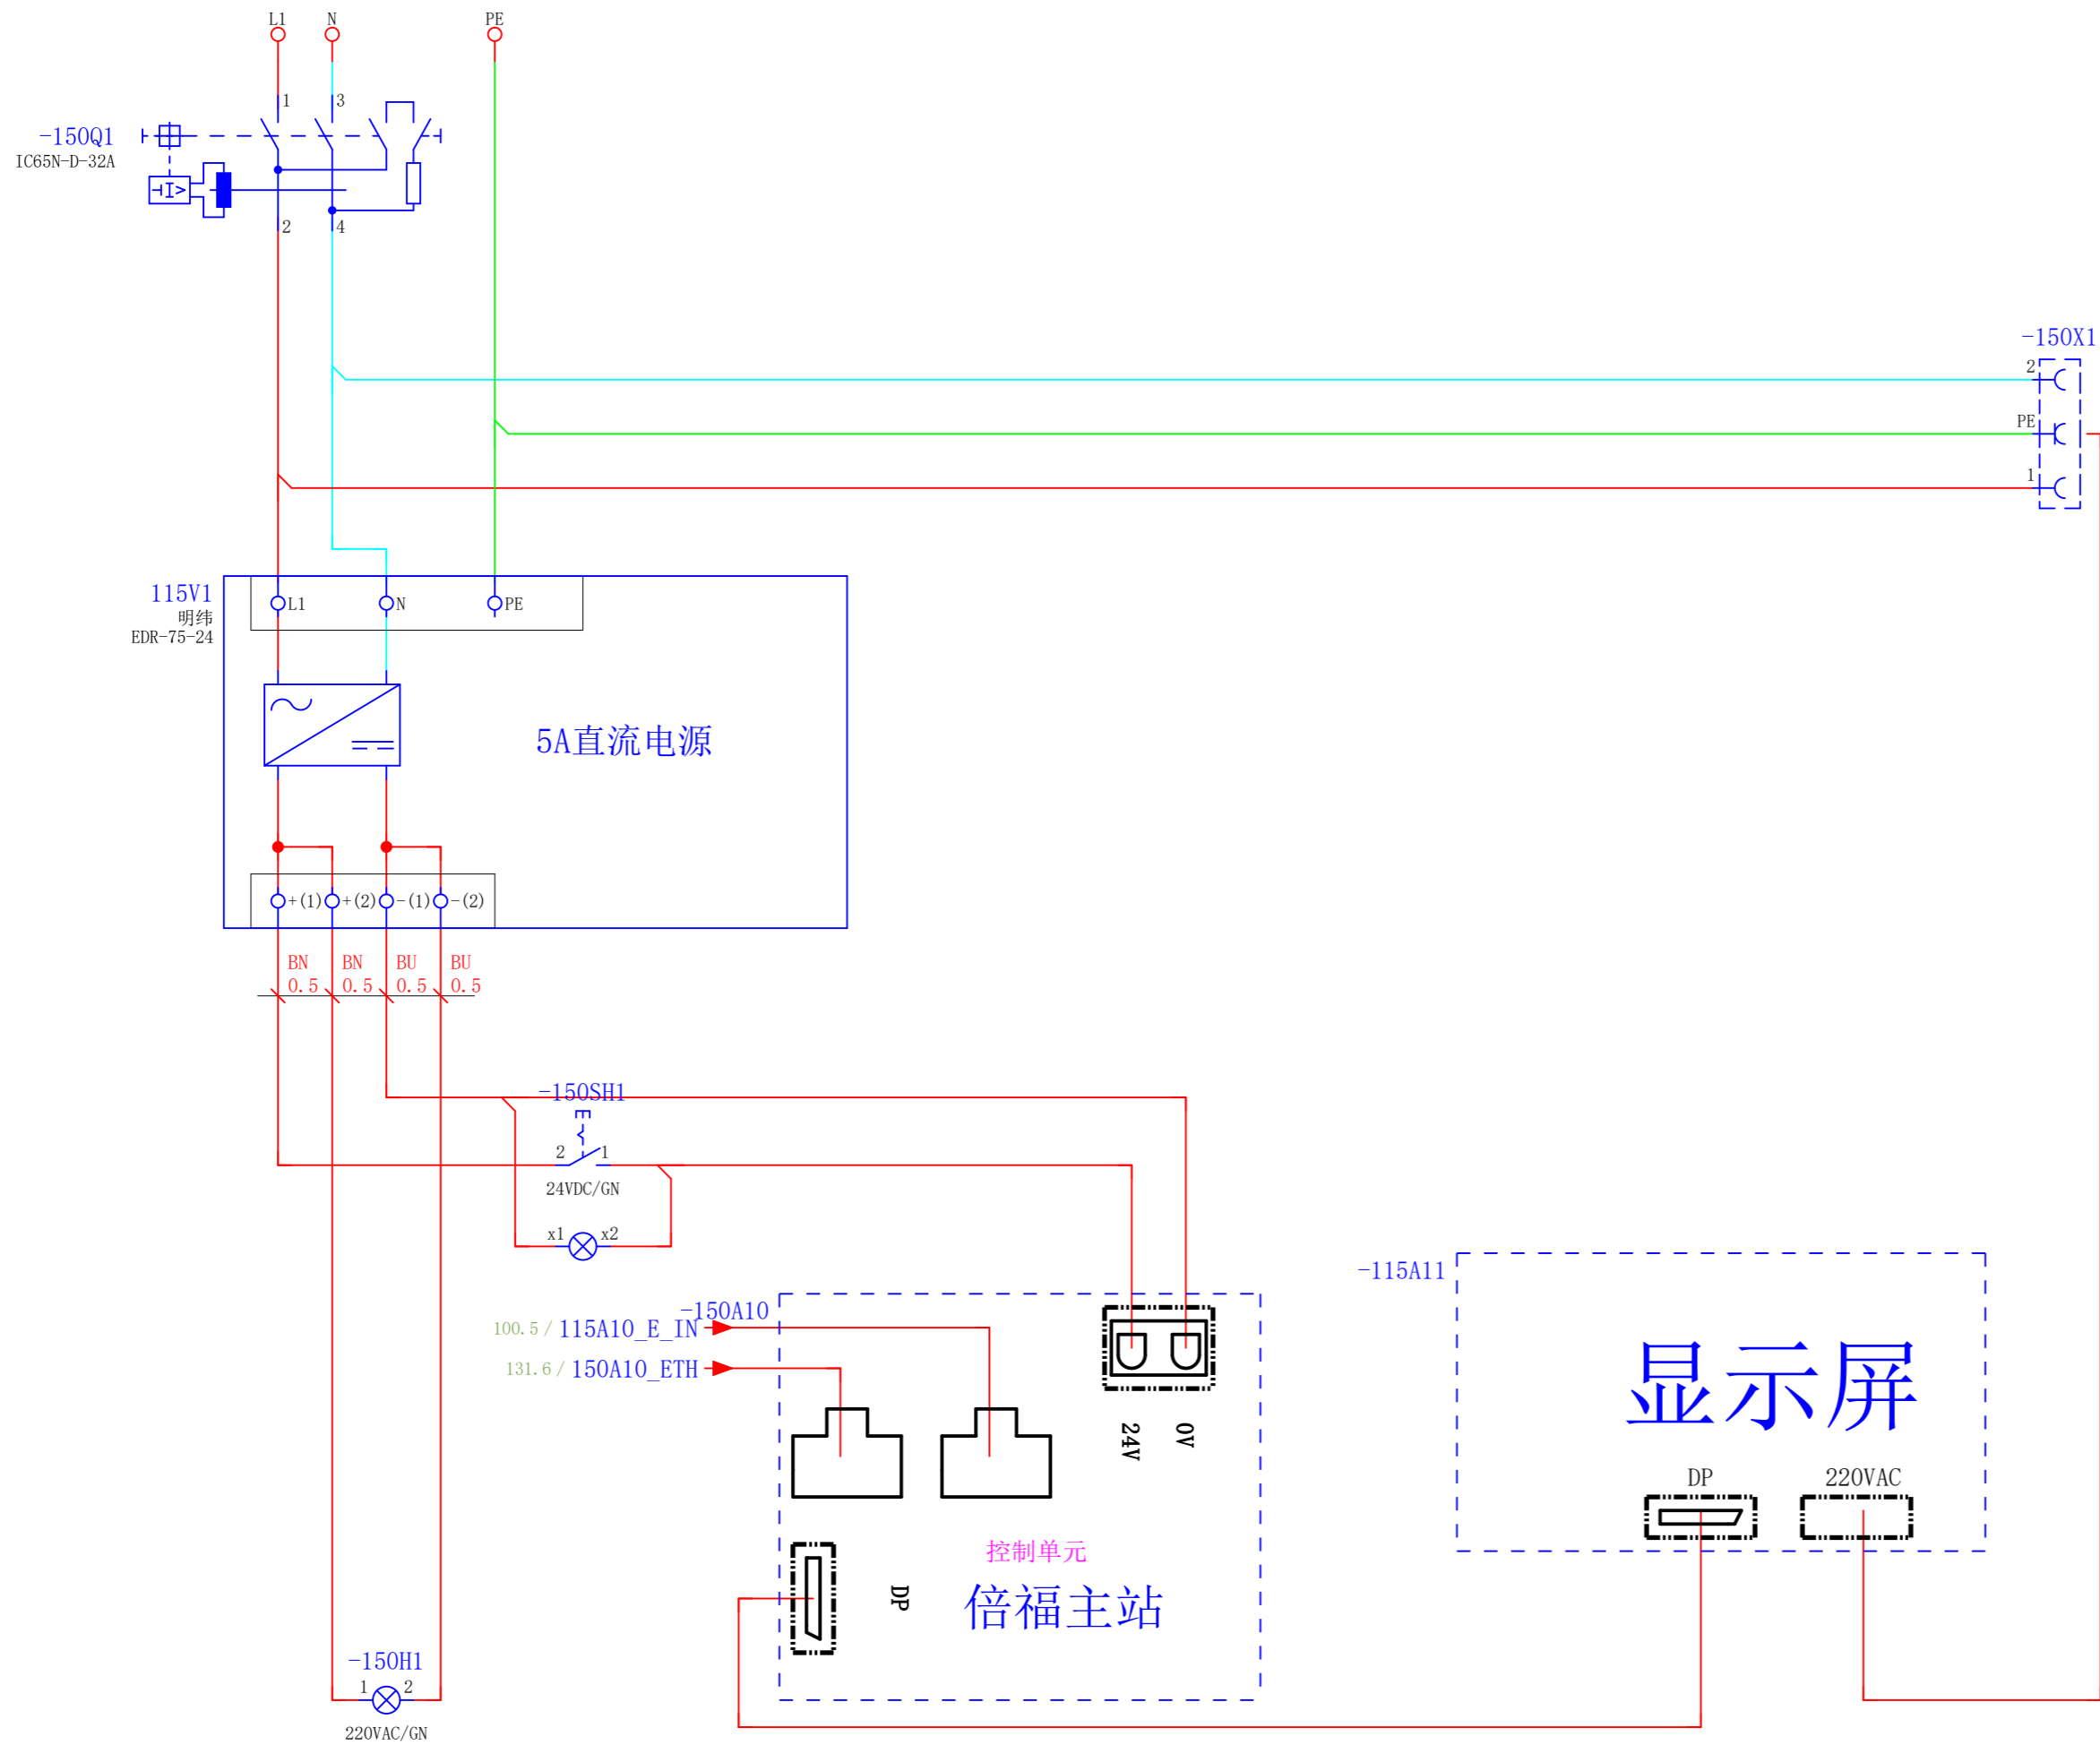 L1 N PE
1 3
-150Q1
IC65N-D-32A
2 4
-150X1
2
PE
1
115V1
明纬
EDR-75-24
L1 N PE
5A直流电源
+(1) +(2) -(1) -(2)
BN BN BU BU
0.5 0.5 0.5 0.5
-150SH1
2 1
24VDC/GN
x1 x2
-115A11
-150A10
100.5 / 115A10_E_IN
131.6 / 150A10_ETH
显示屏
24V 0V
DP 220VAC
控制单元
DP
倍福主站
-150H1
1 2
220VAC/GN